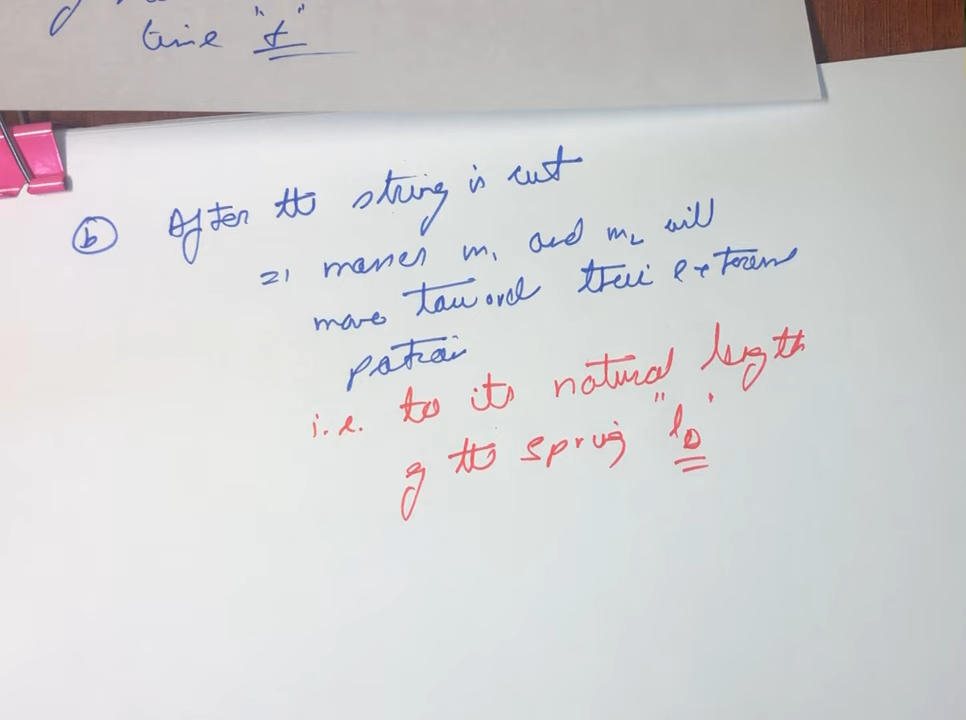 time "t"
(b) After the string is cut
=> masses m1 and m2 will
move toward their extreme
position
i.e. to its natural length
of the spring "l0"